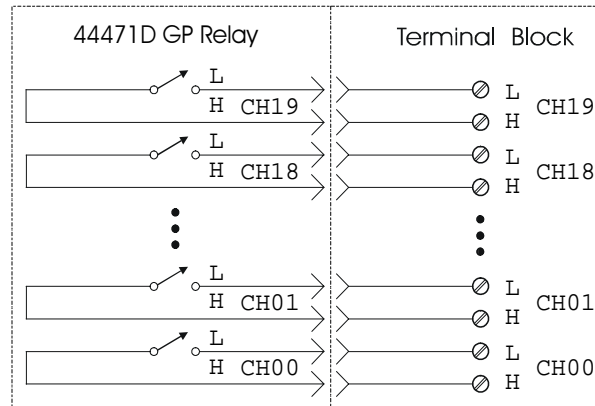 44471D GP Relay Terminal Block
L L
H CH19 H CH19
L L
H CH18 H CH18
L L
H CH01 H CH01
L L
H CH00 H CH00